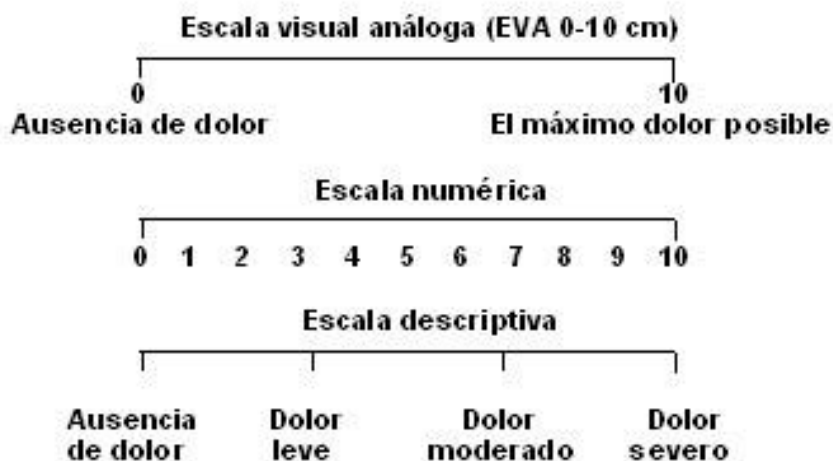 Escala visual análoga (EVA 0-10 cm)
0 10
Ausencia de dolor El máximo dolor posible
Escala numérica
0 1 2 3 4 5 6 7 8 9 10
Escala descriptiva
Ausencia Dolor Dolor Dolor
de dolor leve moderado severo